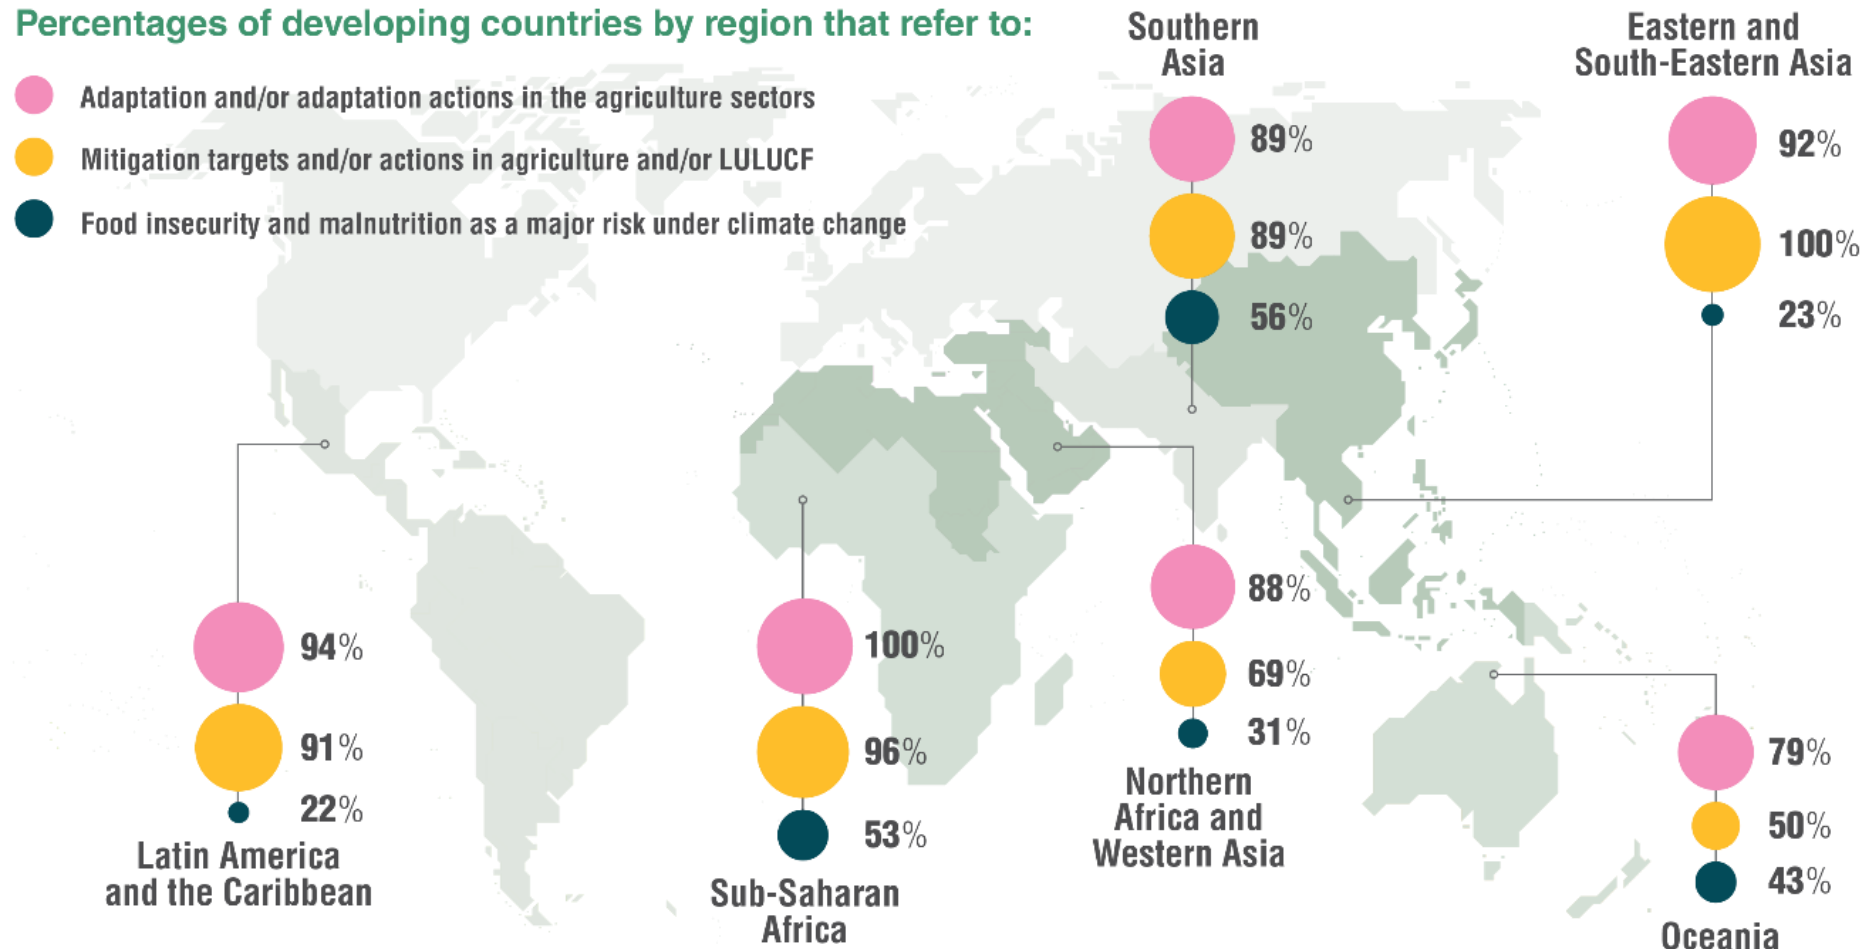 Percentages of developing countries by region that refer to:
Adaptation and/or adaptation actions in the agriculture sectors
Mitigation targets and/or actions in agriculture and/or LULUCF
Food insecurity and malnutrition as a major risk under climate change
Southern
Asia
89%
89%
56%
Eastern and
South-Eastern Asia
92%
100%
23%
94%
91%
22%
Latin America
and the Caribbean
100%
96%
53%
Sub-Saharan
Africa
88%
69%
31%
Northern
Africa and
Western Asia
79%
50%
43%
Oceania